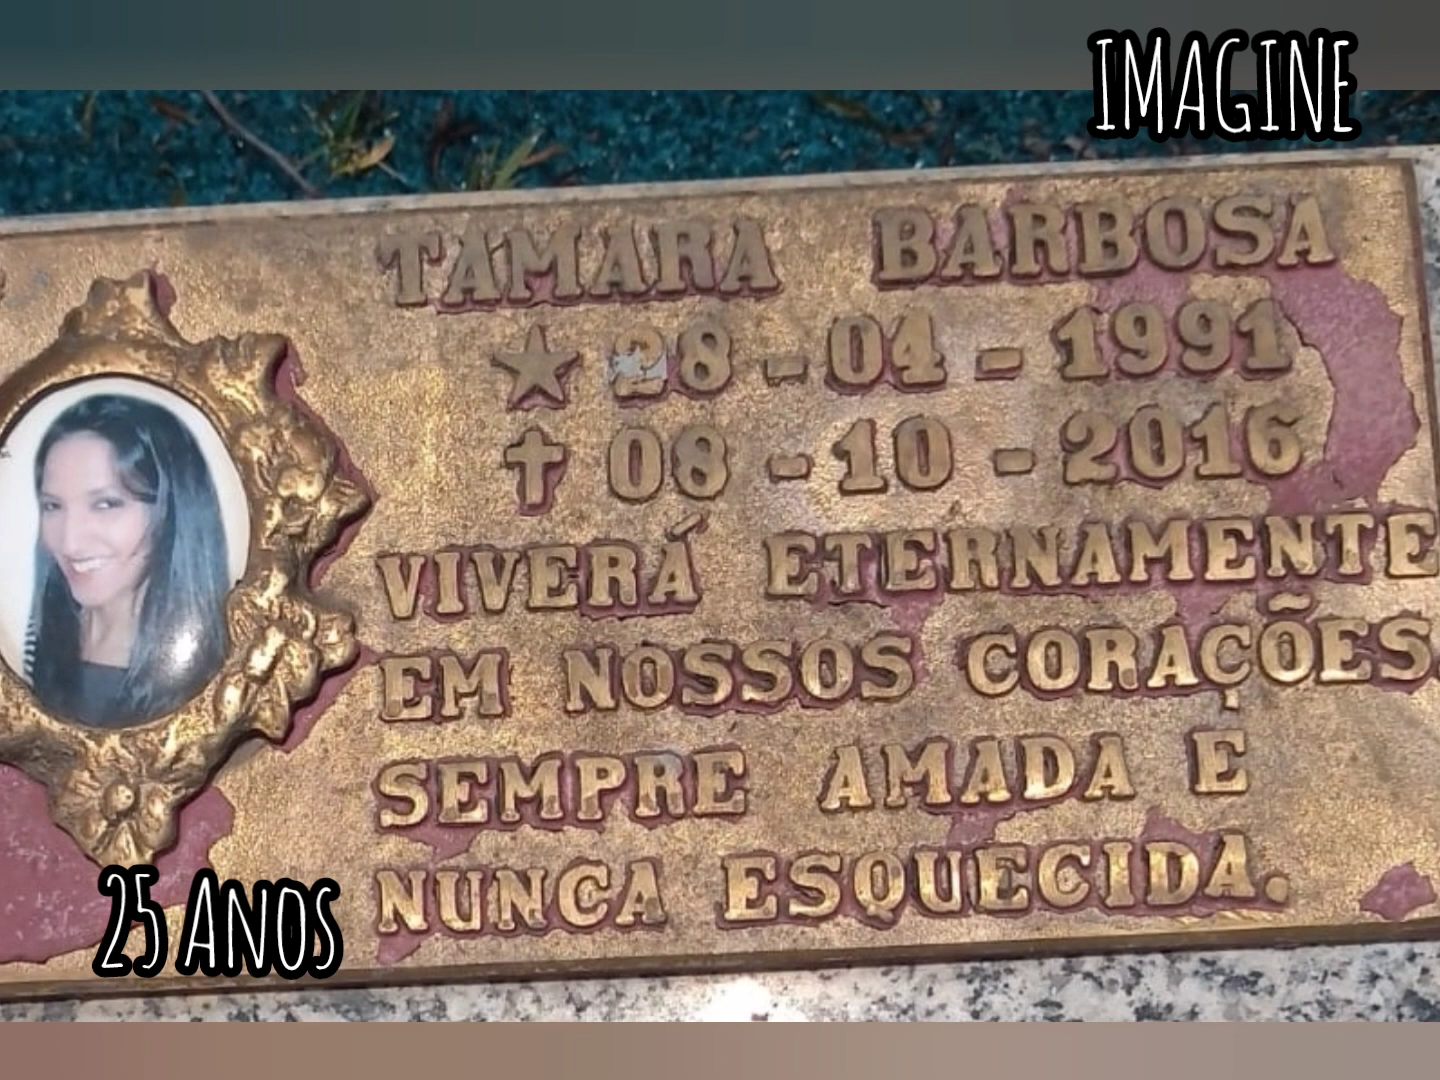 IMAGINE
TAMARA BARBOSA
★ 28-04-1991
✝ 08-10-2016
VIVERÁ ETERNAMENTE
EM NOSSOS CORAÇÕES.
SEMPRE AMADA E
NUNCA ESQUECIDA.
25 ANOS